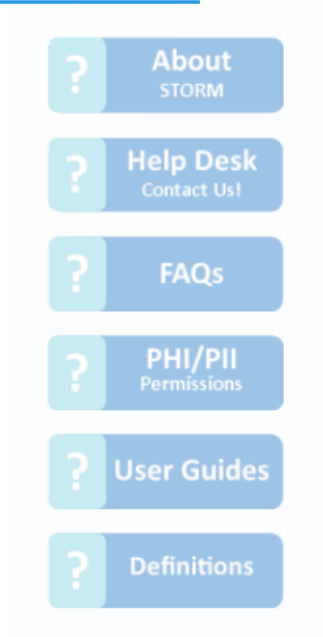 ?
About
STORM
?
Help Desk
Contact Us!
?
FAQs
?
PHI/PII
Permissions
?
User Guides
?
Definitions